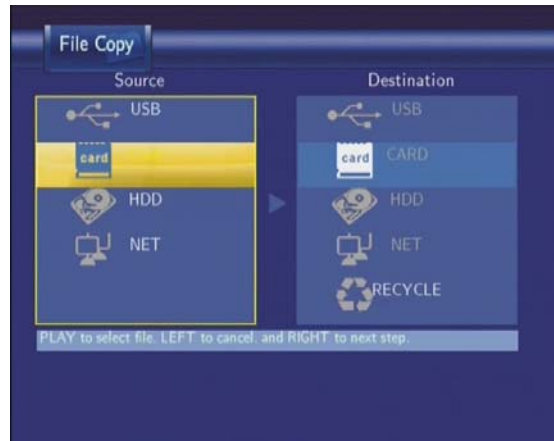 File Copy
Source
Destination
USB
card
HDD
NET
USB
card CARD
HDD
NET
RECYCLE
PLAY to select file. LEFT to cancel. and RIGHT to next step.